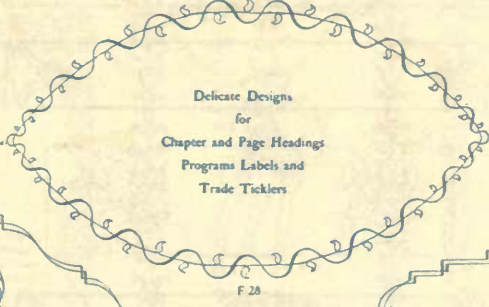 Delicate Designs
for
Chapter and Page Headings
Programs Labels and
Trade Ticklers
F 28